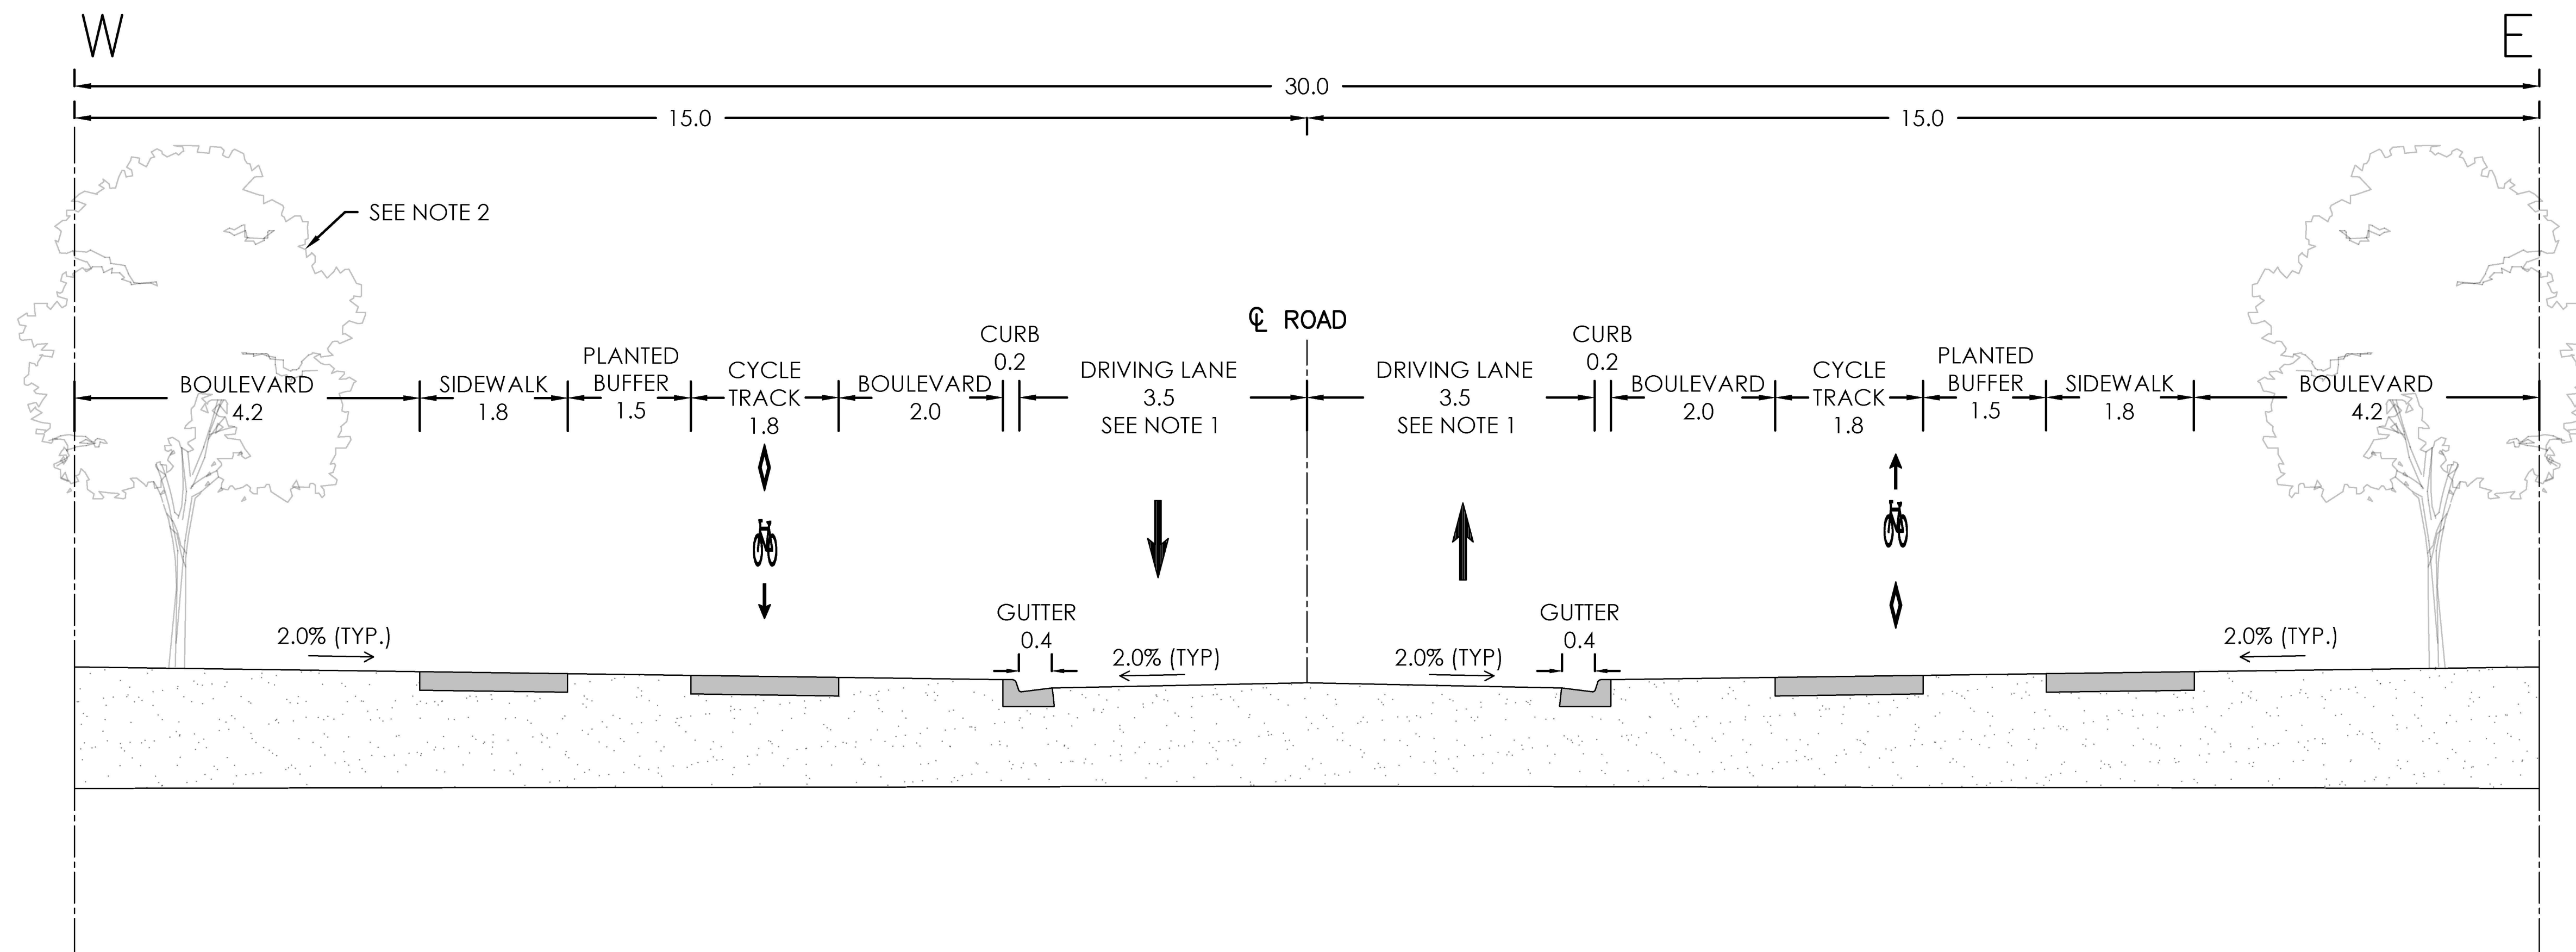 W
E
30.0
15.0
15.0
SEE NOTE 2
℄ ROAD
BOULEVARD
4.2
SIDEWALK
1.8
PLANTED
BUFFER
1.5
CYCLE
TRACK
1.8
BOULEVARD
2.0
CURB
0.2
DRIVING LANE
3.5
SEE NOTE 1
DRIVING LANE
3.5
SEE NOTE 1
CURB
0.2
BOULEVARD
2.0
CYCLE
TRACK
1.8
PLANTED
BUFFER
1.5
SIDEWALK
1.8
BOULEVARD
4.2
2.0% (TYP.)
GUTTER
0.4
2.0% (TYP)
2.0% (TYP)
GUTTER
0.4
2.0% (TYP.)